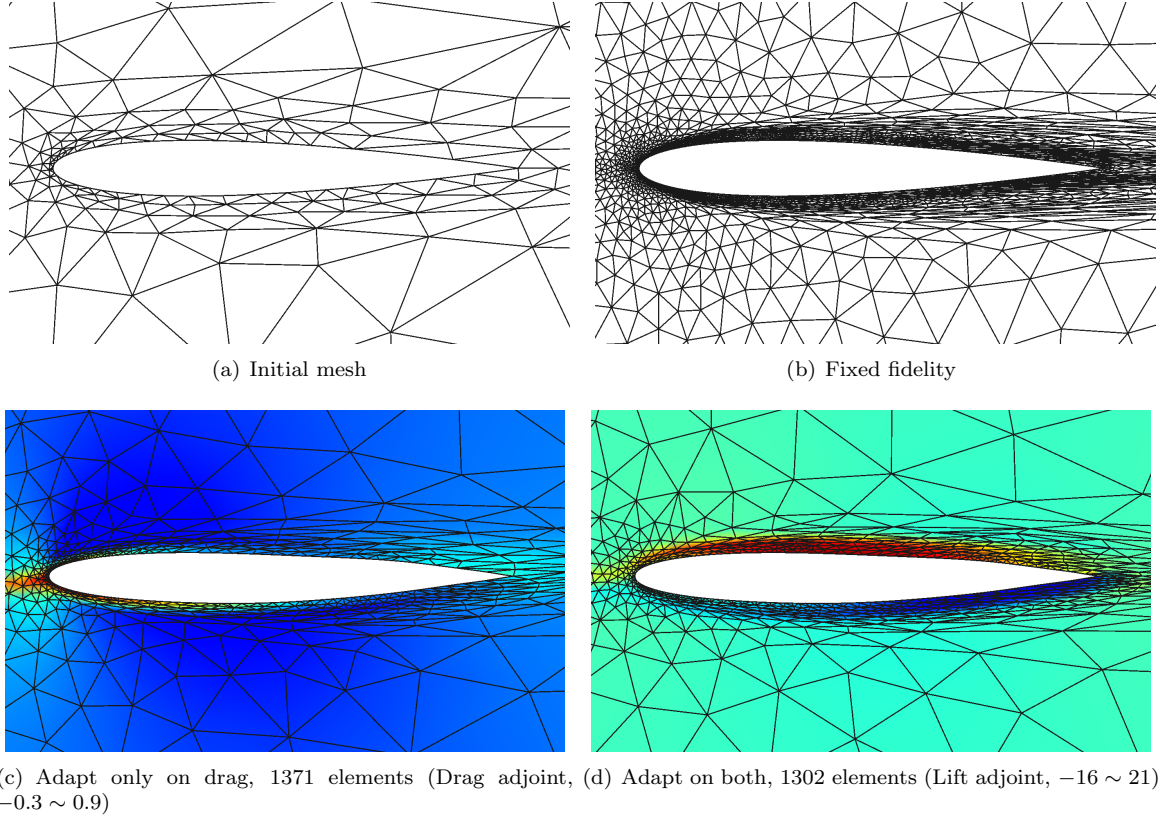 (a) Initial mesh
(b) Fixed fidelity
(c) Adapt only on drag, 1371 elements (Drag adjoint,
−0.3 ∼ 0.9)
(d) Adapt on both, 1302 elements (Lift adjoint, −16 ∼ 21)